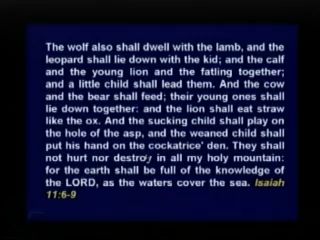 The wolf also shall dwell with the lamb, and the
leopard shall lie down with the kid; and the calf
and the young lion and the fatling together;
and a little child shall lead them. And the cow
and the bear shall feed; their young ones shall
lie down together: and the lion shall eat straw
like the ox. And the sucking child shall play on
the hole of the asp, and the weaned child shall
put his hand on the cockatrice' den. They shall
not hurt nor destroy in all my holy mountain:
for the earth shall be full of the knowledge of
the LORD, as the waters cover the sea. Isaiah
11:6-9